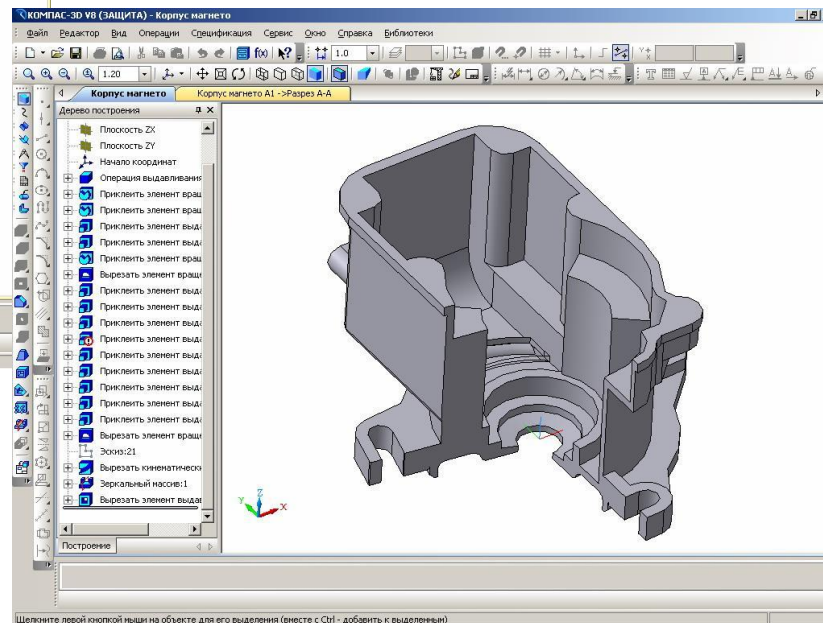 КОМПАС-3D V8 (ЗАЩИТА) - Корпус магнето
Файл Редактор Вид Операции Спецификация Сервис Окно Справка Библиотеки
1.0
1.20
Корпус магнето Корпус магнето А1 ->Разрез А-А
Дерево построения
Плоскость ZX
Плоскость ZY
Начало координат
Операция выдавливания
Приклеить элемент вращ
Приклеить элемент вращ
Приклеить элемент выда
Приклеить элемент выда
Приклеить элемент вращ
Вырезать элемент враще
Приклеить элемент выда
Приклеить элемент выда
Приклеить элемент выда
Приклеить элемент выда
Приклеить элемент выда
Приклеить элемент выда
Приклеить элемент выда
Приклеить элемент выда
Приклеить элемент выда
Вырезать элемент враще
Эскиз:21
Вырезать кинематическ
Зеркальный массив:1
Вырезать элемент выдав
Z
Y
X
Построение
Щелкните левой кнопкой мыши на объекте для его выделения (вместе с Ctrl - добавить к выделенным)